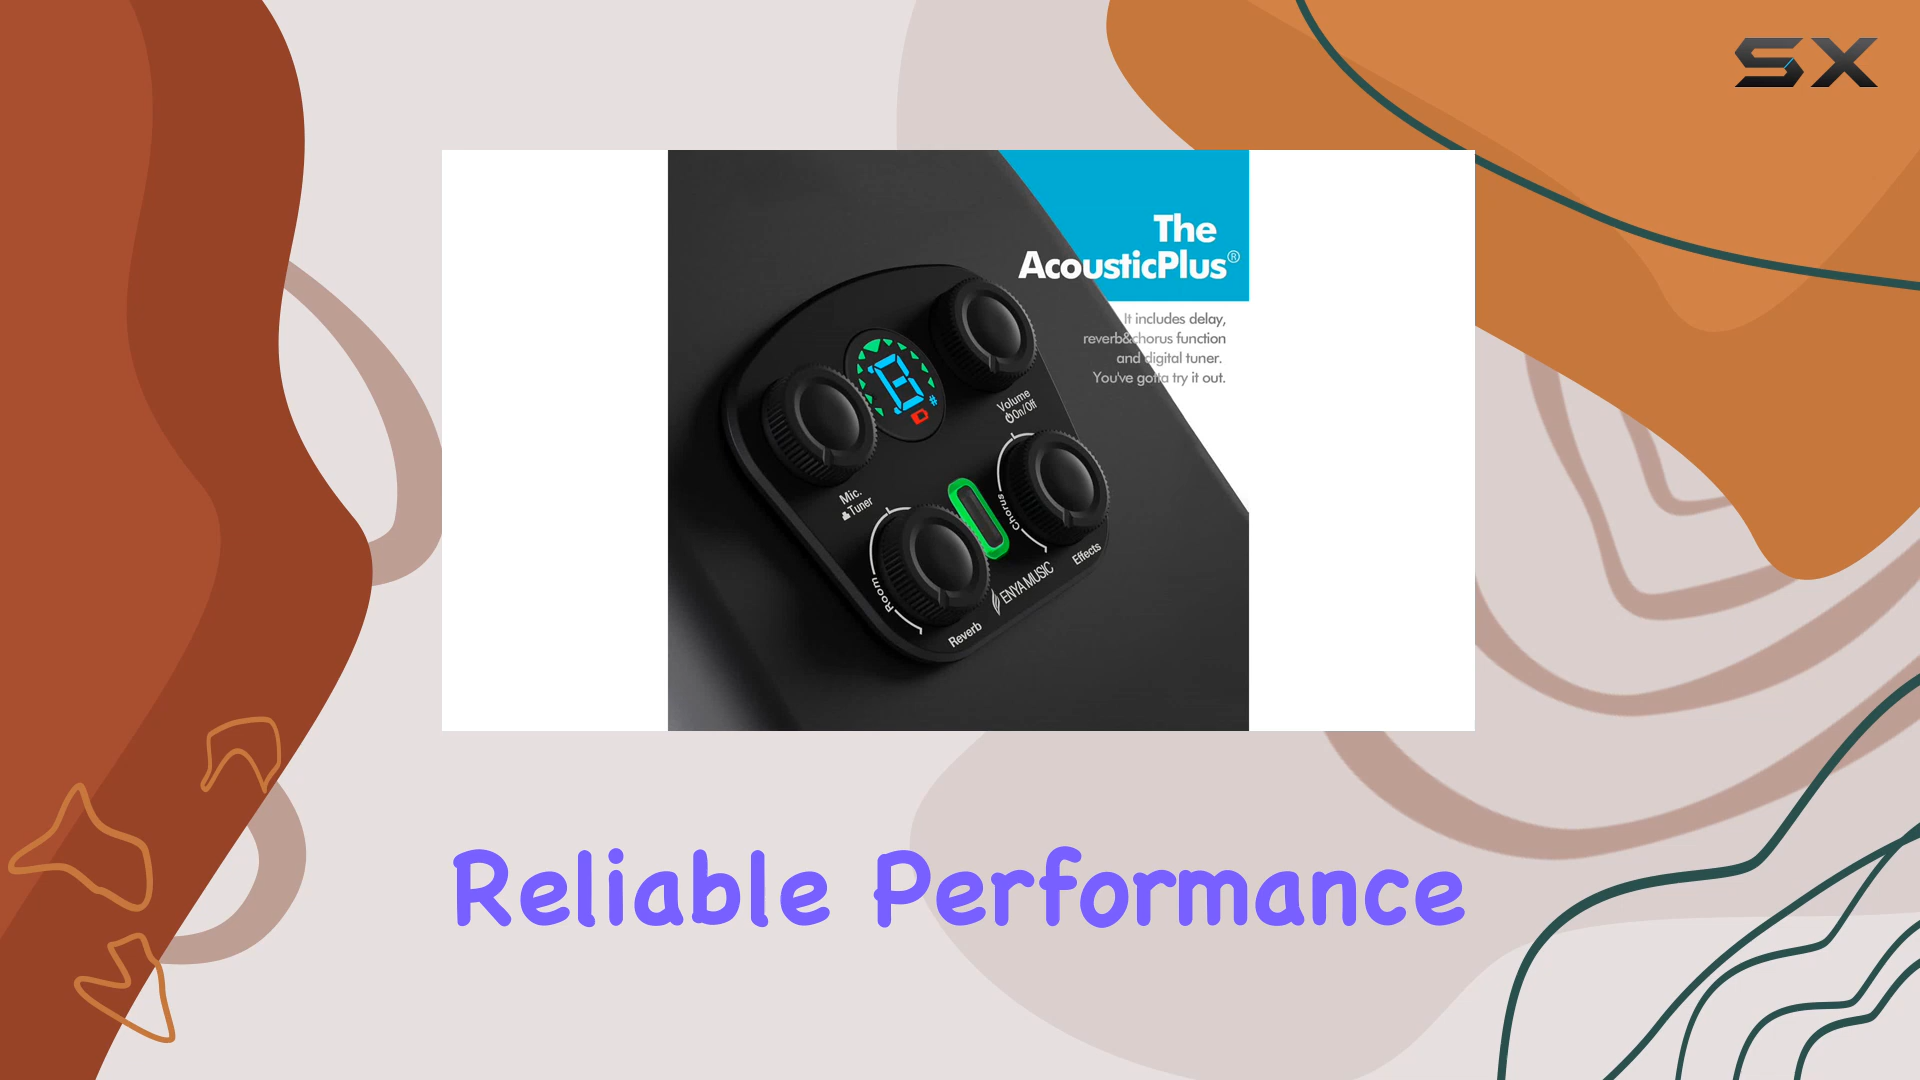 SX
The
AcousticPlus®
It includes delay,
reverb&chorus function
and digital tuner.
You've gotta try it out.
B
#
Volume
On/Off
Mic.
Tuner
Chorus
Effects
Room
ENYA MUSIC
Reverb
Reliable Performance